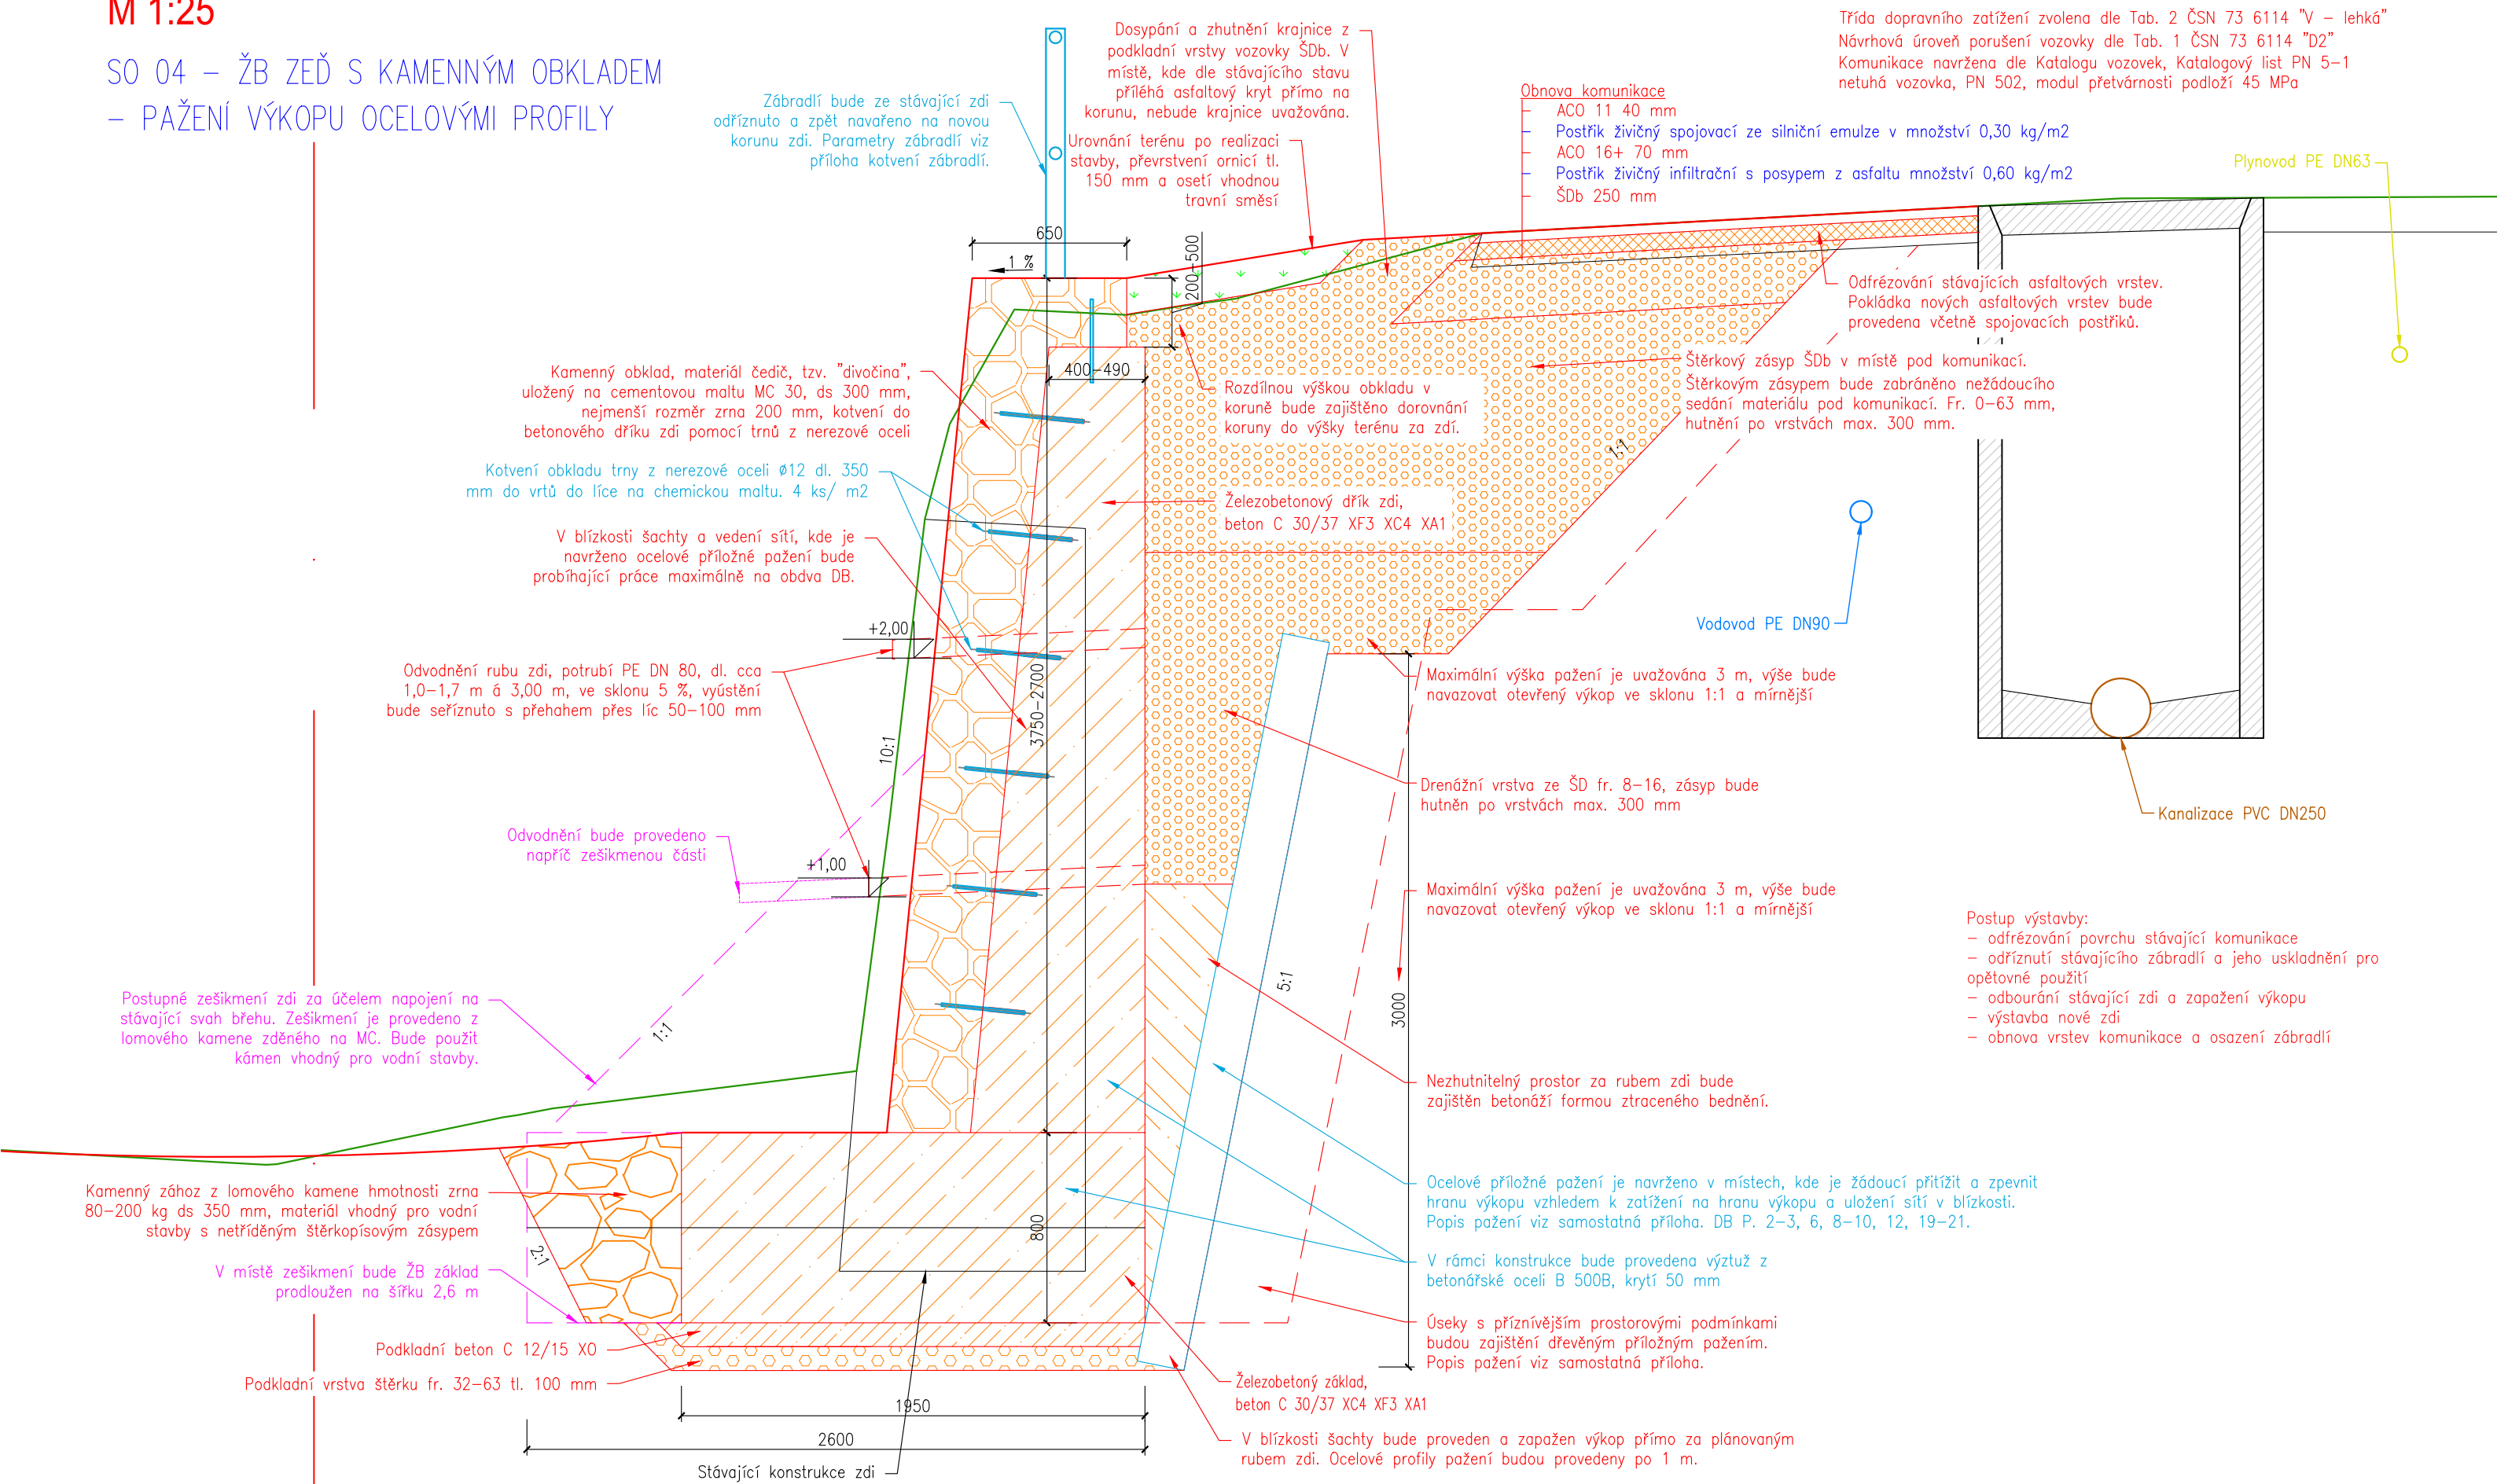 M 1:25
SO 04 – ŽB ZEĎ S KAMENNÝM OBKLADEM
– PAŽENÍ VÝKOPU OCELOVÝMI PROFILY
Zábradlí bude ze stávající zdi
odříznuto a zpět navařeno na novou
korunu zdi. Parametry zábradlí viz
příloha kotvení zábradlí.
Dosypání a zhutnění krajnice z
podkladní vrstvy vozovky ŠDb. V
místě, kde dle stávajícího stavu
příléhá asfaltový kryt přímo na
korunu, nebude krajnice uvažována.
Urovnání terénu po realizaci
stavby, převrstvení ornicí tl.
150 mm a osetí vhodnou
travní směsí
Třída dopravního zatížení zvolena dle Tab. 2 ČSN 73 6114 "V – lehká"
Návrhová úroveň porušení vozovky dle Tab. 1 ČSN 73 6114 "D2"
Komunikace navržena dle Katalogu vozovek, Katalogový list PN 5–1
netuhá vozovka, PN 502, modul přetvárnosti podloží 45 MPa
Obnova komunikace
– ACO 11 40 mm
– Postřik živičný spojovací ze silniční emulze v množství 0,30 kg/m2
– ACO 16+ 70 mm
– Postřik živičný infiltrační s posypem z asfaltu množství 0,60 kg/m2
– ŠDb 250 mm
Plynovod PE DN63
650
1 %
200–500
400–490
Odfrézování stávajících asfaltových vrstev.
Pokládka nových asfaltových vrstev bude
provedena včetně spojovacích postřiků.
Štěrkový zásyp ŠDb v místě pod komunikací.
Štěrkovým zásypem bude zabráněno nežádoucího
sedání materiálu pod komunikací. Fr. 0–63 mm,
hutnění po vrstvách max. 300 mm.
Kamenný obklad, materiál čedič, tzv. "divočina",
uložený na cementovou maltu MC 30, ds 300 mm,
nejmenší rozměr zrna 200 mm, kotvení do
betonového dříku zdi pomocí trnů z nerezové oceli
Rozdílnou výškou obkladu v
koruně bude zajištěno dorovnání
koruny do výšky terénu za zdí.
1:1
Kotvení obkladu trny z nerezové oceli ø12 dl. 350
mm do vrtů do líce na chemickou maltu. 4 ks/ m2
Železobetonový dřík zdi,
beton C 30/37 XF3 XC4 XA1
V blízkosti šachty a vedení sítí, kde je
navrženo ocelové příložné pažení bude
probíhající práce maximálně na obdva DB.
Vodovod PE DN90
+2,00
Odvodnění rubu zdi, potrubí PE DN 80, dl. cca
1,0–1,7 m á 3,00 m, ve sklonu 5 %, vyústění
bude seříznuto s přehahem přes líc 50–100 mm
3750–2700
10:1
Maximální výška pažení je uvažována 3 m, výše bude
navazovat otevřený výkop ve sklonu 1:1 a mírnější
Drenážní vrstva ze ŠD fr. 8–16, zásyp bude
hutněn po vrstvách max. 300 mm
Kanalizace PVC DN250
Odvodnění bude provedeno
napříč zešikmenou části
+1,00
Maximální výška pažení je uvažována 3 m, výše bude
navazovat otevřený výkop ve sklonu 1:1 a mírnější
Postup výstavby:
– odfrézování povrchu stávající komunikace
– odříznutí stávajícího zábradlí a jeho uskladnění pro
opětovné použití
– odbourání stávající zdi a zapažení výkopu
– výstavba nové zdi
– obnova vrstev komunikace a osazení zábradlí
5:1
3000
Postupné zešikmení zdi za účelem napojení na
stávající svah břehu. Zešikmení je provedeno z
lomového kamene zděného na MC. Bude použit
kámen vhodný pro vodní stavby.
1:1
Nezhutnitelný prostor za rubem zdi bude
zajištěn betonáží formou ztraceného bednění.
Kamenný zához z lomového kamene hmotnosti zrna
80–200 kg ds 350 mm, materiál vhodný pro vodní
stavby s netříděným štěrkopísovým zásypem
Ocelové příložné pažení je navrženo v místech, kde je žádoucí přitížit a zpevnit
hranu výkopu vzhledem k zatížení na hranu výkopu a uložení sítí v blízkosti.
Popis pažení viz samostatná příloha. DB P. 2–3, 6, 8–10, 12, 19–21.
800
2:1
V místě zešikmení bude ŽB základ
prodloužen na šířku 2,6 m
V rámci konstrukce bude provedena výztuž z
betonářské oceli B 500B, krytí 50 mm
Úseky s příznívějším prostorovými podmínkami
budou zajištění dřevěným příložným pažením.
Popis pažení viz samostatná příloha.
Podkladní beton C 12/15 XO
Podkladní vrstva štěrku fr. 32–63 tl. 100 mm
Železobetoný základ,
beton C 30/37 XC4 XF3 XA1
1950
2600
V blízkosti šachty bude proveden a zapažen výkop přímo za plánovaným
rubem zdi. Ocelové profily pažení budou provedeny po 1 m.
Stávající konstrukce zdi